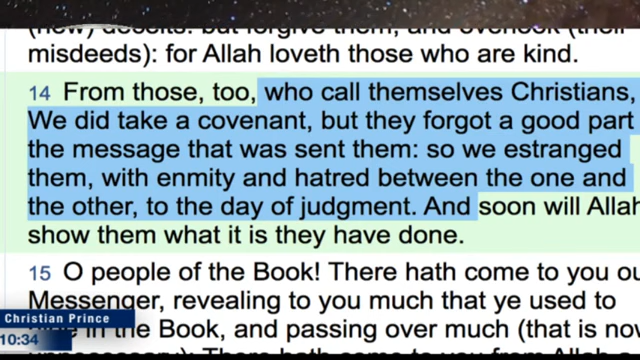 misdeeds): for Allah loveth those who are kind.
14 From those, too, who call themselves Christians,
We did take a covenant, but they forgot a good part
the message that was sent them: so we estranged
them, with enmity and hatred between the one and
the other, to the day of judgment. And soon will Allah
show them what it is they have done.
15 O people of the Book! There hath come to you ou
Messenger, revealing to you much that ye used to
in the Book, and passing over much (that is now
Christian Prince
10:34